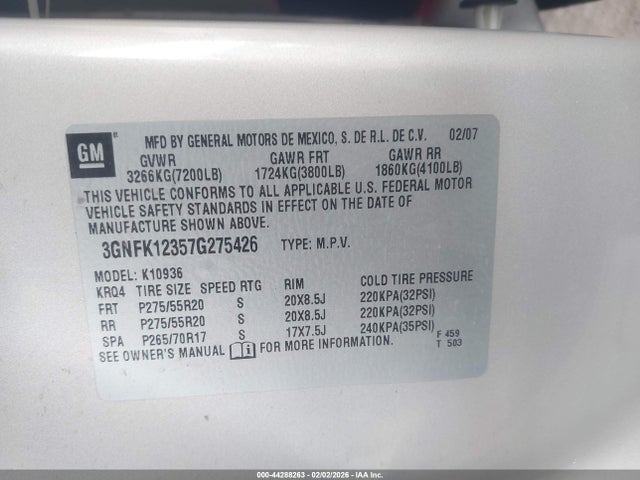 GM®
MFD BY GENERAL MOTORS DE MEXICO, S. DE R.L. DE C.V. 02/07
GVWR GAWR FRT GAWR RR
3266KG(7200LB) 1724KG(3800LB) 1860KG(4100LB)
THIS VEHICLE CONFORMS TO ALL APPLICABLE U.S. FEDERAL MOTOR
VEHICLE SAFETY STANDARDS IN EFFECT ON THE DATE OF
MANUFACTURE SHOWN ABOVE.
3GNFK12357G275426 TYPE: M.P.V.
MODEL: K10936
KRQ4 TIRE SIZE SPEED RTG RIM COLD TIRE PRESSURE
FRT P275/55R20 S 20X8.5J 220KPA(32PSI)
RR P275/55R20 S 20X8.5J 220KPA(32PSI)
SPA P265/70R17 S 17X7.5J 240KPA(35PSI)
SEE OWNER'S MANUAL FOR MORE INFORMATION.
F 459
T 503
000-44288263 - 02/02/2026 - IAA Inc.